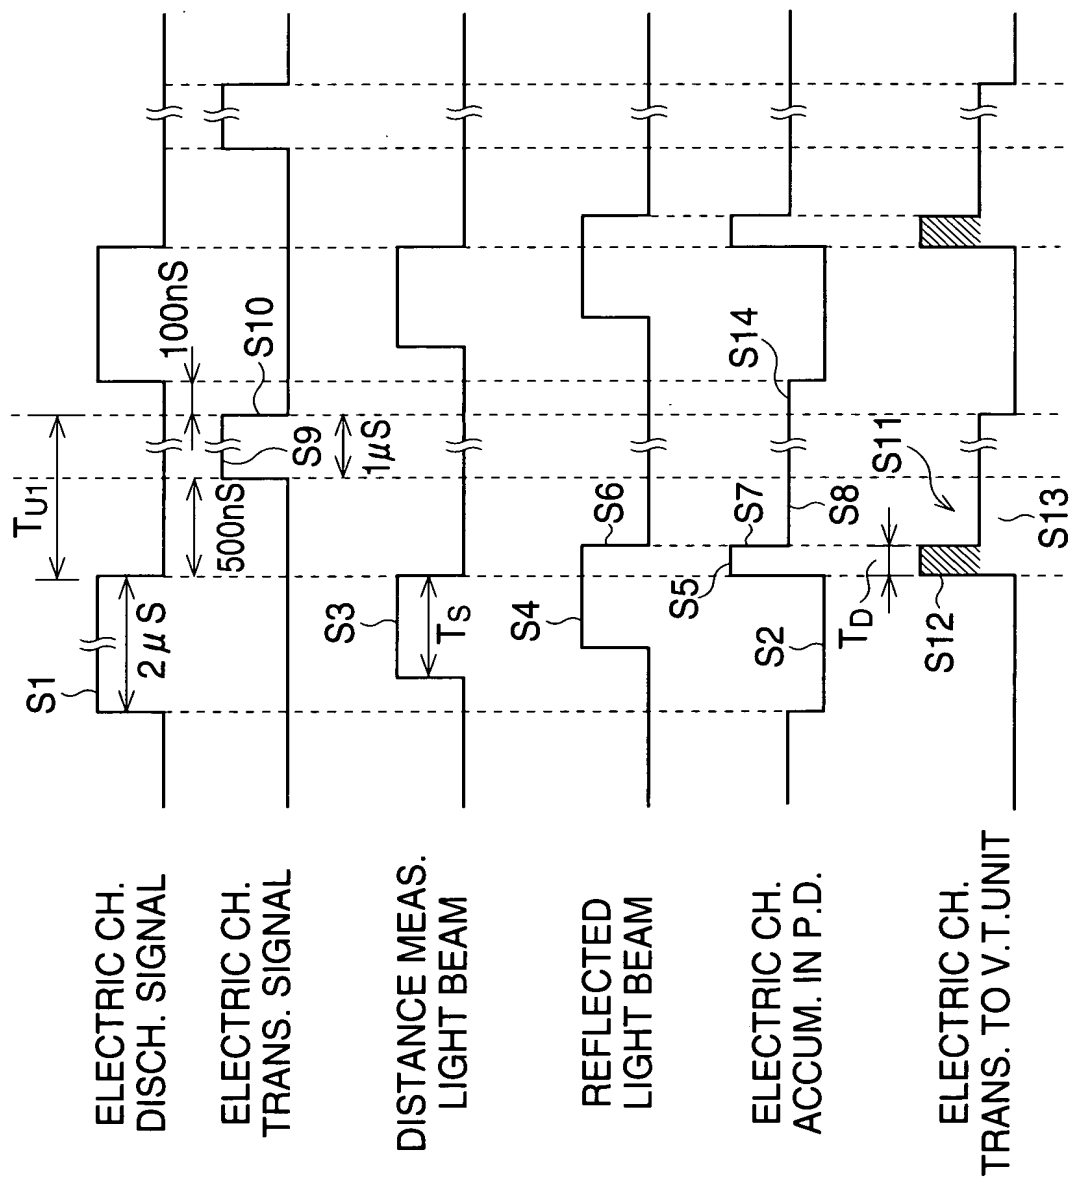 ELECTRIC CH.
DISCH. SIGNAL
S1
2μS
TU1
ELECTRIC CH.
TRANS. SIGNAL
500nS
S9
1μS
S10
100nS
DISTANCE MEAS.
LIGHT BEAM
S3
TS
REFLECTED
LIGHT BEAM
S4
S6
ELECTRIC CH.
ACCUM. IN P.D.
S2
S5
S7
S8
S14
TD
ELECTRIC CH.
TRANS. TO V.T.UNIT
S12
S11
S13